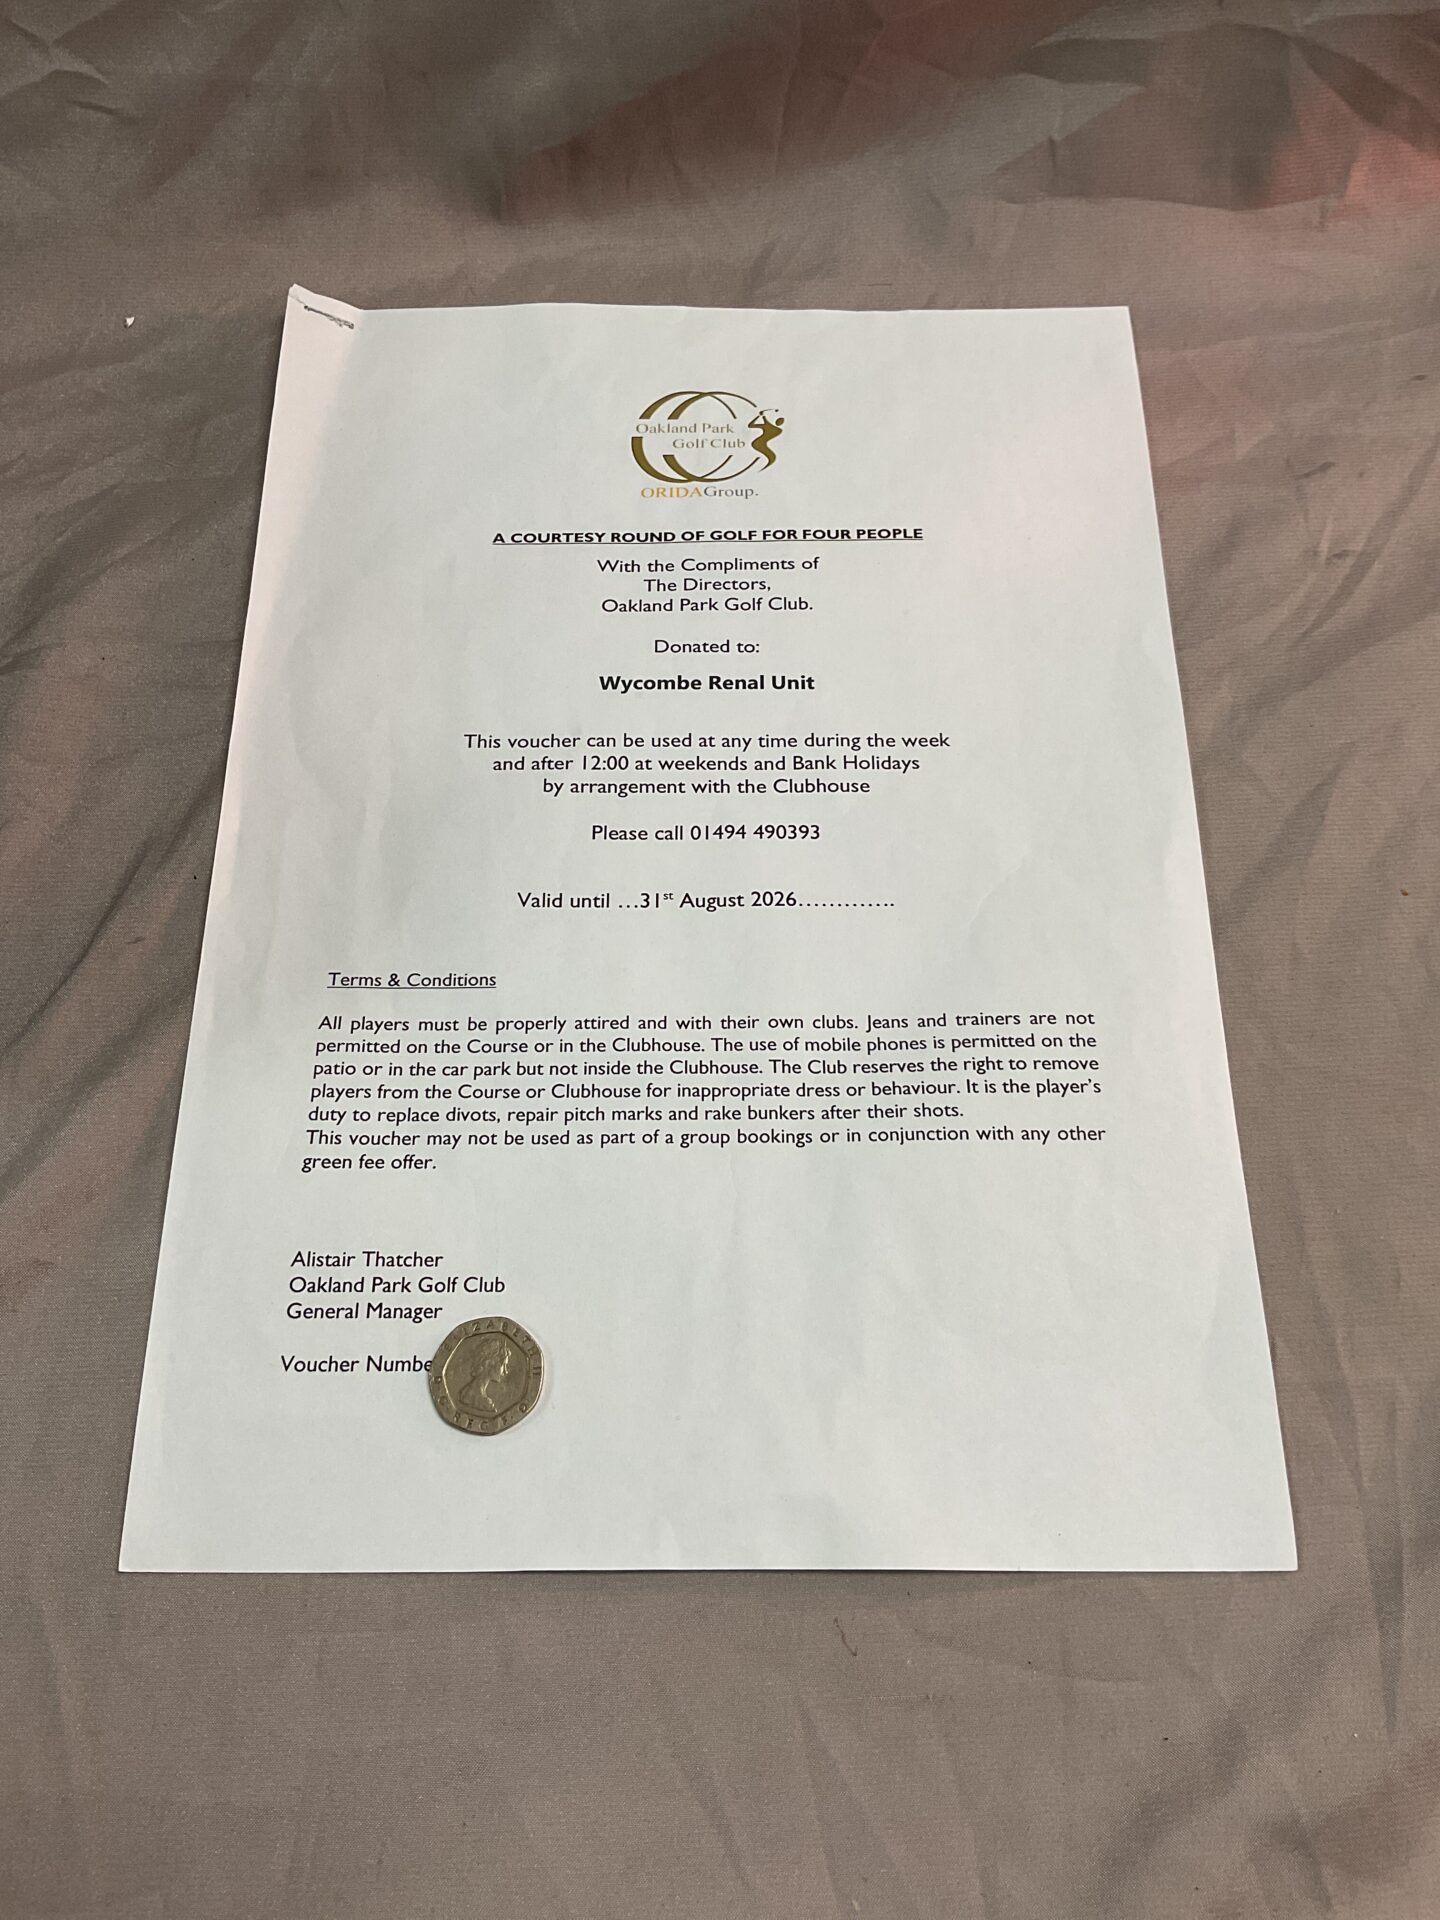 Oakland Park
Golf Club
ORIDAGroup.
A COURTESY ROUND OF GOLF FOR FOUR PEOPLE
With the Compliments of
The Directors,
Oakland Park Golf Club.
Donated to:
Wycombe Renal Unit
This voucher can be used at any time during the week
and after 12:00 at weekends and Bank Holidays
by arrangement with the Clubhouse
Please call 01494 490393
Valid until ...31st August 2026.............
Terms & Conditions
All players must be properly attired and with their own clubs. Jeans and trainers are not
permitted on the Course or in the Clubhouse. The use of mobile phones is permitted on the
patio or in the car park but not inside the Clubhouse. The Club reserves the right to remove
players from the Course or Clubhouse for inappropriate dress or behaviour. It is the player's
duty to replace divots, repair pitch marks and rake bunkers after their shots.
This voucher may not be used as part of a group bookings or in conjunction with any other
green fee offer.
Alistair Thatcher
Oakland Park Golf Club
General Manager
Voucher Numbe
ELIZABETH II